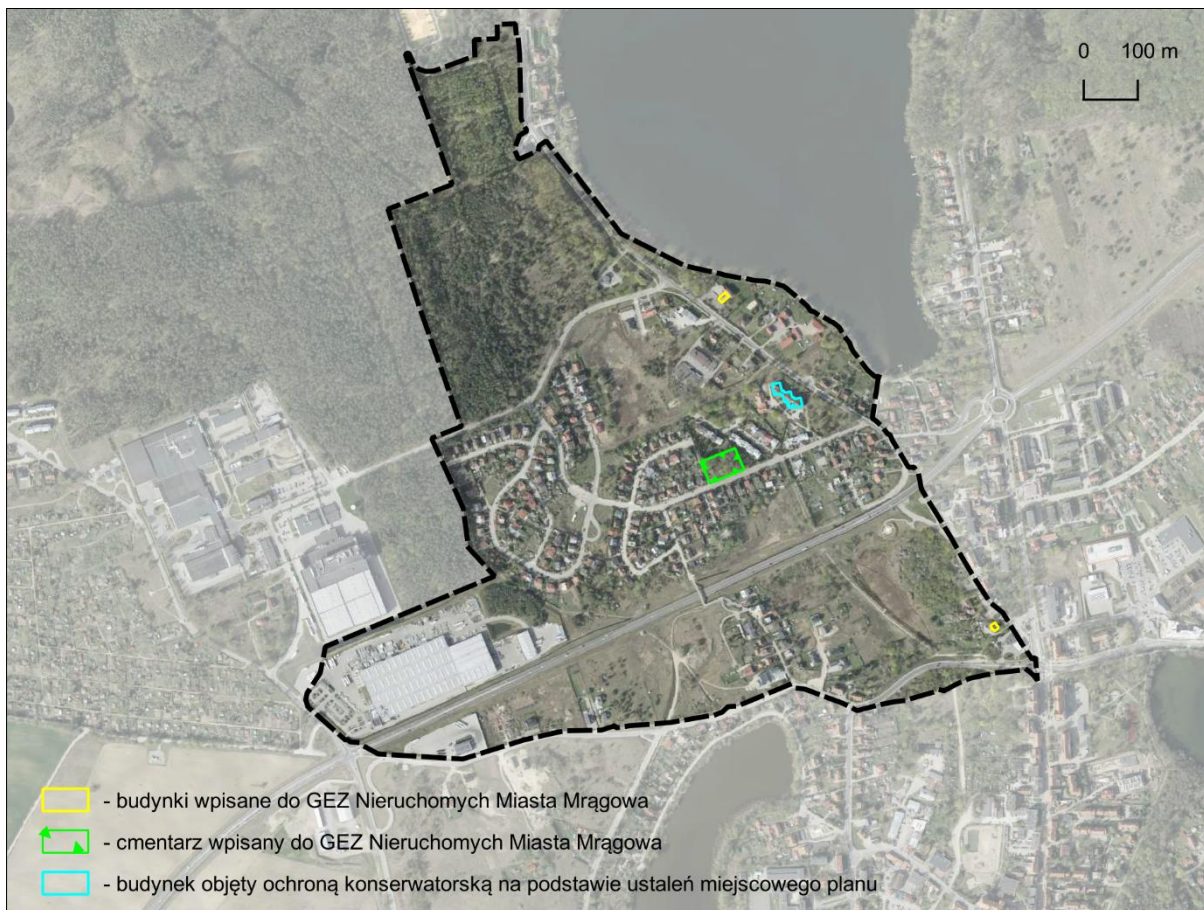 0 100 m
- budynki wpisane do GEZ Nieruchomych Miasta Mrągowa
- cmentarz wpisany do GEZ Nieruchomych Miasta Mrągowa
- budynek objęty ochroną konserwatorską na podstawie ustaleń miejscowego planu